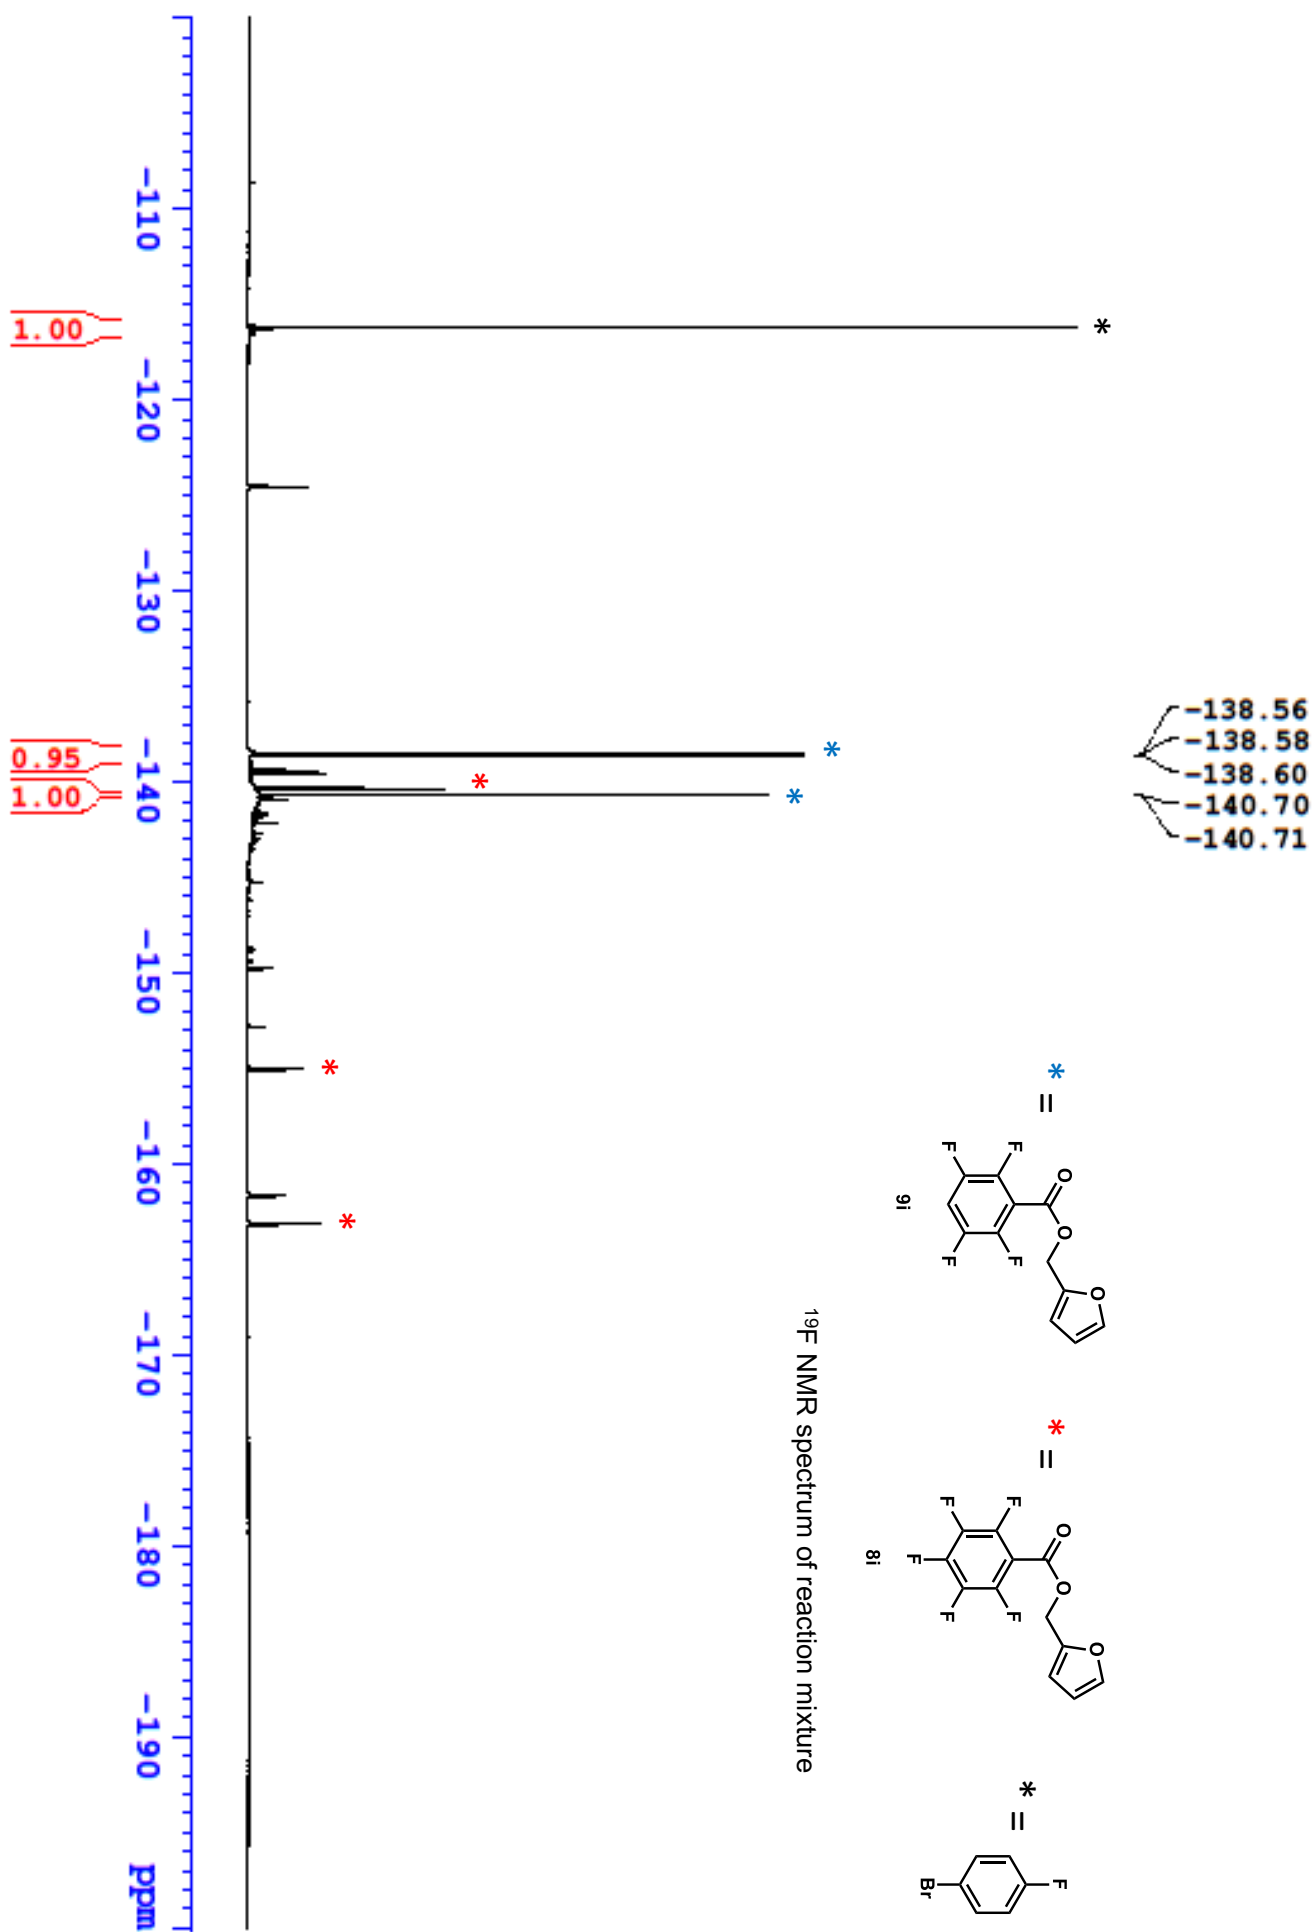 -138.56
-138.58
-138.60
-140.70
-140.71
*
*
*
*
*
*
* =
F
F
F
F
O
O
O
9i
* =
F
F
F
F
F
O
O
O
8i
* =
F
Br
19F NMR spectrum of reaction mixture
-110
-120
-130
-140
-150
-160
-170
-180
-190
ppm
1.00
0.95
1.00